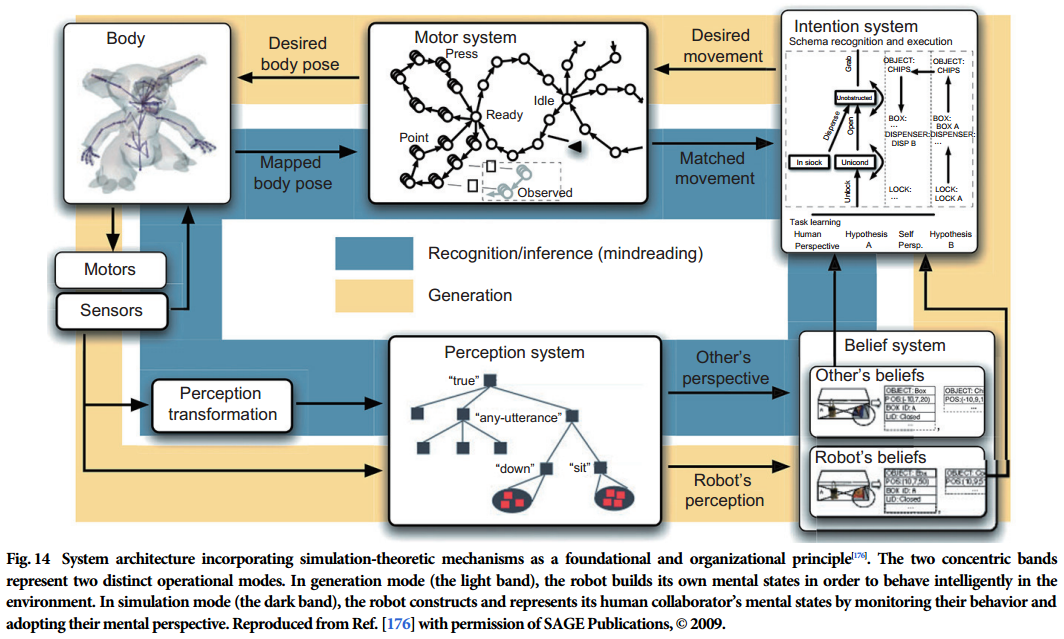 Body
Desired
body pose
Motor system
Press
Ready
Idle
Point
Observed
Desired
movement
Intention system
Schema recognition and execution
Grab
Unobstructed
Dispense
Open
In siock
Unicond
Unlock
OBJECT:
CHIPS
OBJECT:
CHIPS
BOX:
...
DISPENSER:
DISP B
BOX:
BOX A
DISPENSER:
...
LOCK:
...
LOCK:
LOCK A
Task learning
Human
Perspective
Hypothesis
A
Self
Persp.
Hypothesis
B
Mapped
body pose
Matched
movement
Motors
Sensors
Recognition/inference (mindreading)
Generation
Perception
transformation
Perception system
"true"
"any-utterance"
"down"
"sit"
Other's
perspective
Robot's
perception
Belief system
Other's beliefs
OBJECT: Box
POS:(-10,7,20)
BOX ID: A
LID: Closed
...
OBJECT: Ch
POS:(-10,9,1
...
Robot's beliefs
OBJECT: Box
POS:(10,7,50)
BOX ID: A
LID: Closed
...
POS:(10,9,5
...
Fig. 14 System architecture incorporating simulation-theoretic mechanisms as a foundational and organizational principle[176]. The two concentric bands
represent two distinct operational modes. In generation mode (the light band), the robot builds its own mental states in order to behave intelligently in the
environment. In simulation mode (the dark band), the robot constructs and represents its human collaborator's mental states by monitoring their behavior and
adopting their mental perspective. Reproduced from Ref. [176] with permission of SAGE Publications, © 2009.